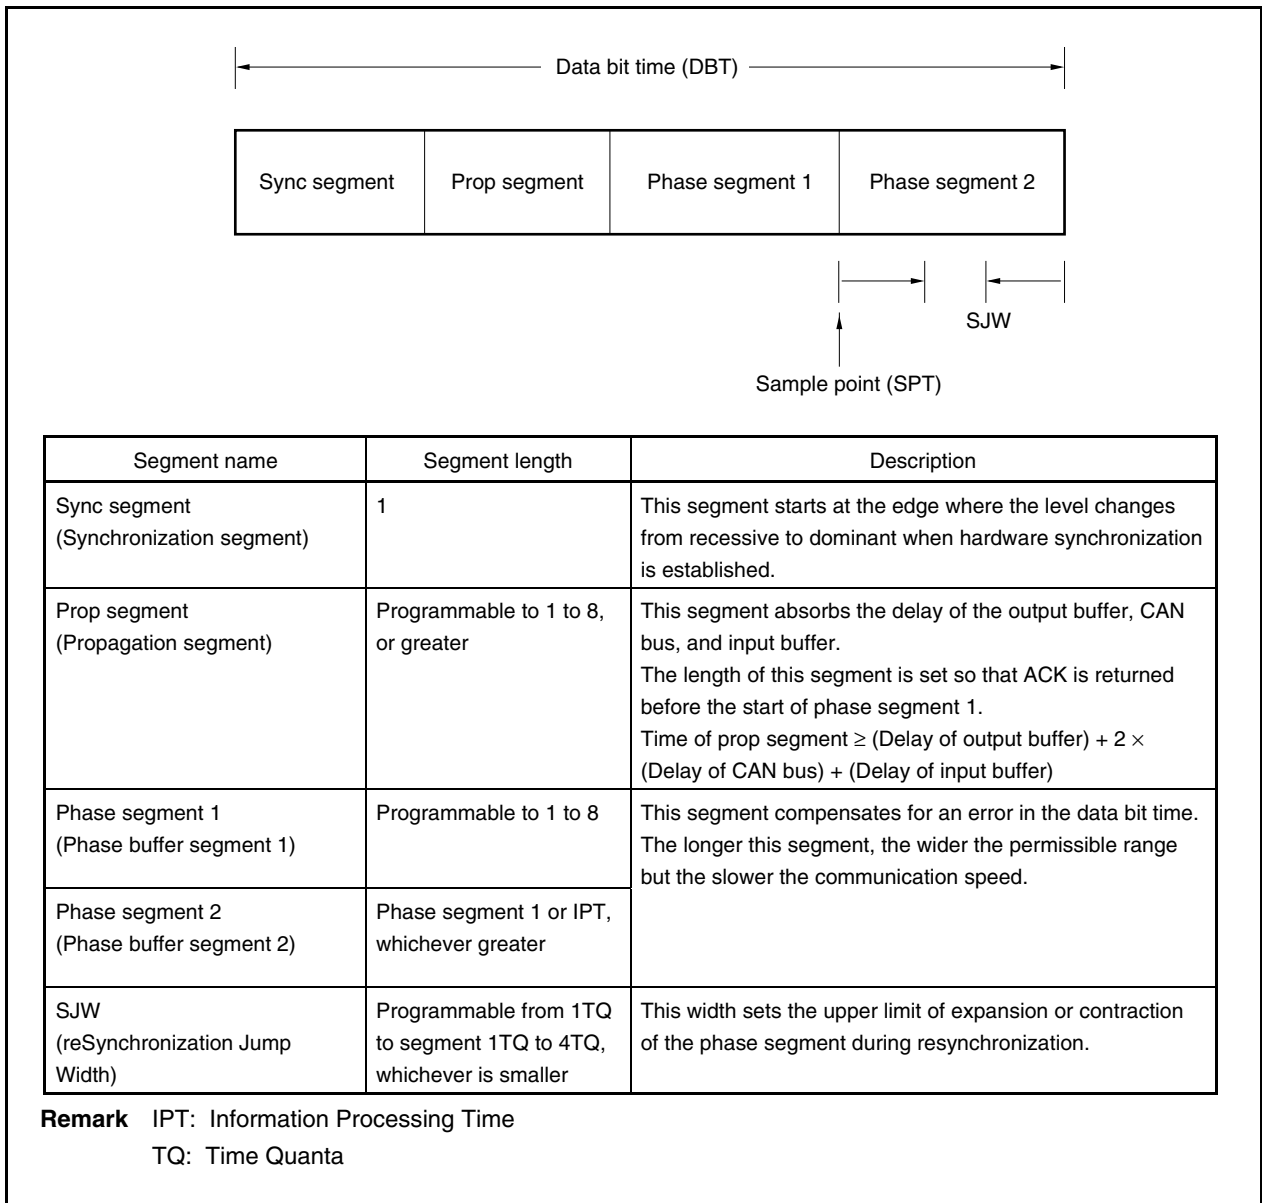 Data bit time (DBT)
Sync segment
Prop segment
Phase segment 1
Phase segment 2
SJW
Sample point (SPT)
Segment name
Segment length
Description
Sync segment
(Synchronization segment)
1
This segment starts at the edge where the level changes
from recessive to dominant when hardware synchronization
is established.
Prop segment
(Propagation segment)
Programmable to 1 to 8,
or greater
This segment absorbs the delay of the output buffer, CAN
bus, and input buffer.
The length of this segment is set so that ACK is returned
before the start of phase segment 1.
Time of prop segment ≥ (Delay of output buffer) + 2 ×
(Delay of CAN bus) + (Delay of input buffer)
Phase segment 1
(Phase buffer segment 1)
Programmable to 1 to 8
This segment compensates for an error in the data bit time.
The longer this segment, the wider the permissible range
but the slower the communication speed.
Phase segment 2
(Phase buffer segment 2)
Phase segment 1 or IPT,
whichever greater
SJW
(reSynchronization Jump
Width)
Programmable from 1TQ
to segment 1TQ to 4TQ,
whichever is smaller
This width sets the upper limit of expansion or contraction
of the phase segment during resynchronization.
Remark IPT: Information Processing Time
TQ: Time Quanta